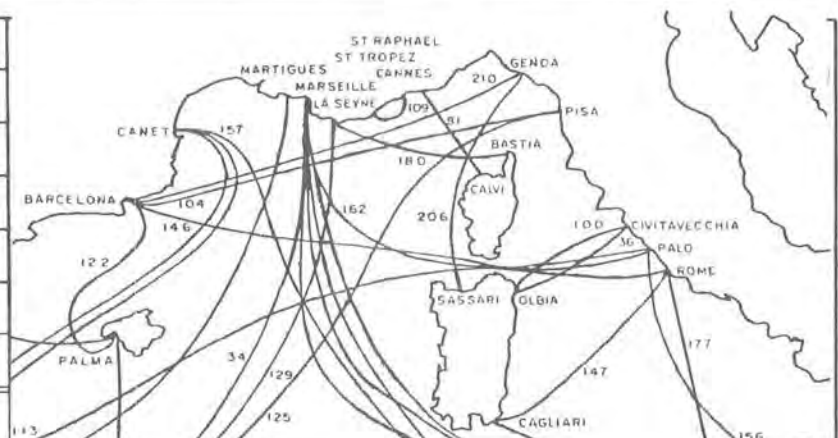 ST RAPHAEL
ST TROPEZ
CANNES
MARTIGUES
MARSEILLE
LA SEYNE
GENOA
210
109
81
PISA
CANET
157
180
BASTIA
CALVI
BARCELONA
104
146
162
206
100
CIVITAVECCHIA
36
PALO
122
ROME
SASSARI
OLBIA
PALMA
34
129
147
177
125
113
CAGLIARI
156